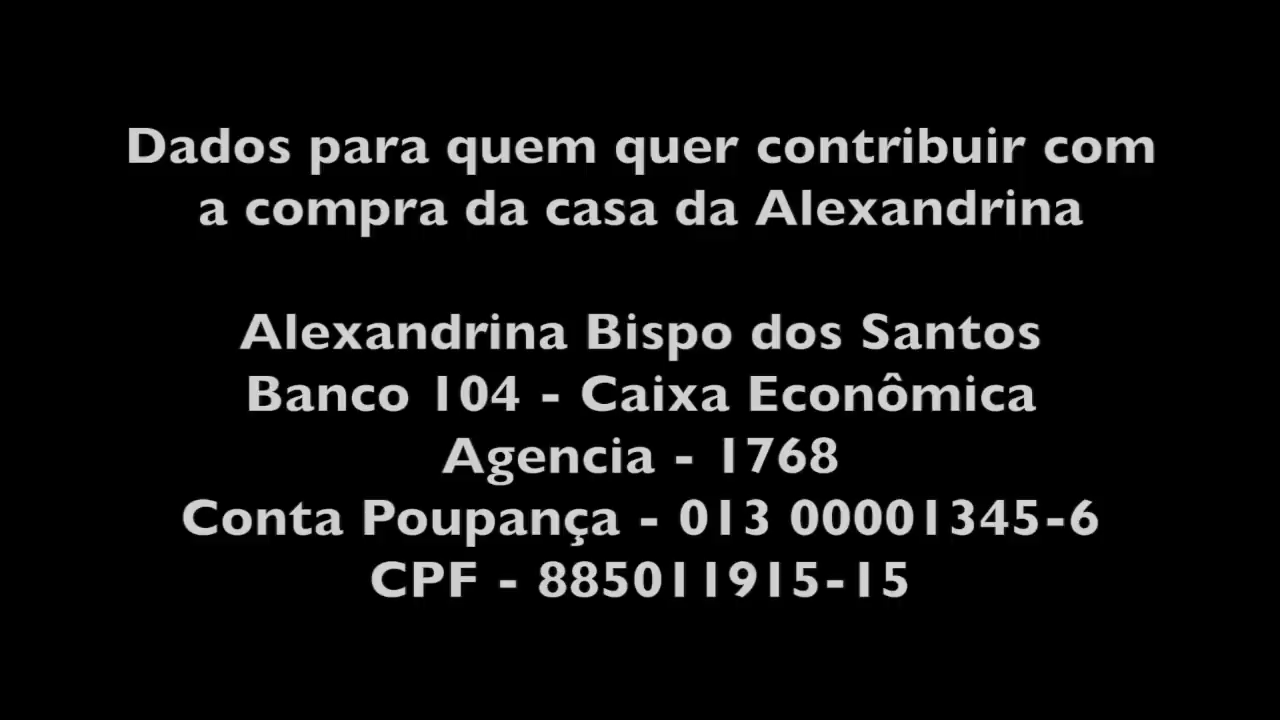 Dados para quem quer contribuir com
a compra da casa da Alexandrina
Alexandrina Bispo dos Santos
Banco 104 - Caixa Econômica
Agencia - 1768
Conta Poupança - 013 00001345-6
CPF - 885011915-15